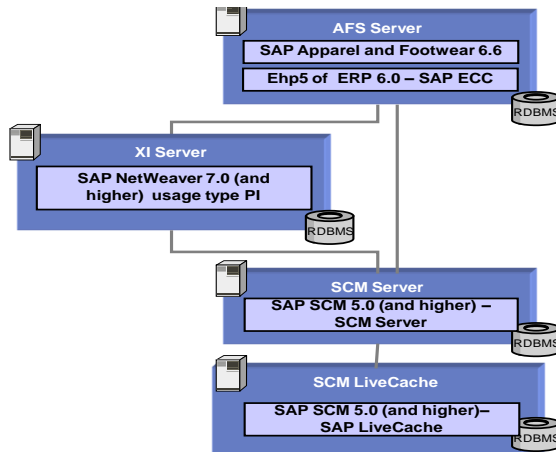 AFS Server
SAP Apparel and Footwear 6.6
Ehp5 of ERP 6.0 – SAP ECC
RDBMS
XI Server
SAP NetWeaver 7.0 (and
higher) usage type PI
RDBMS
SCM Server
SAP SCM 5.0 (and higher) –
SCM Server
RDBMS
SCM LiveCache
SAP SCM 5.0 (and higher)–
SAP LiveCache
RDBMS